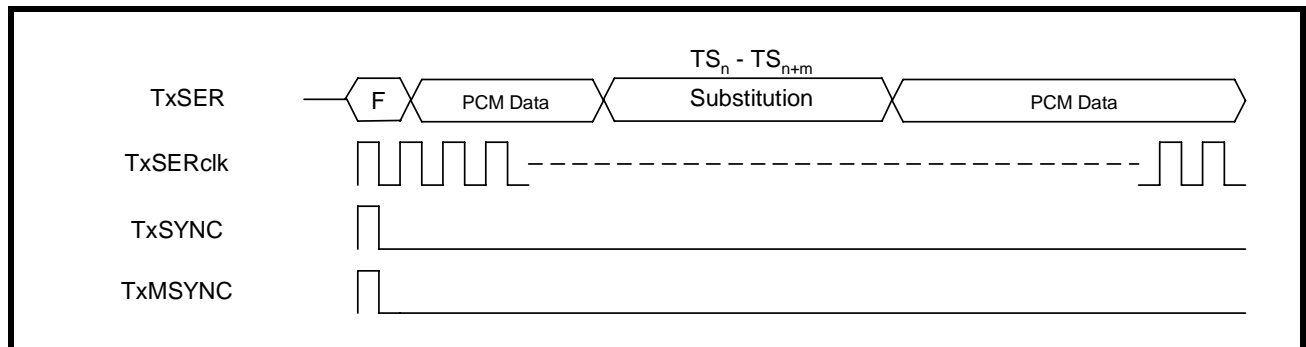 TSn - TSn+m
TxSER F PCM Data Substitution PCM Data
TxSERclk
TxSYNC
TxMSYNC